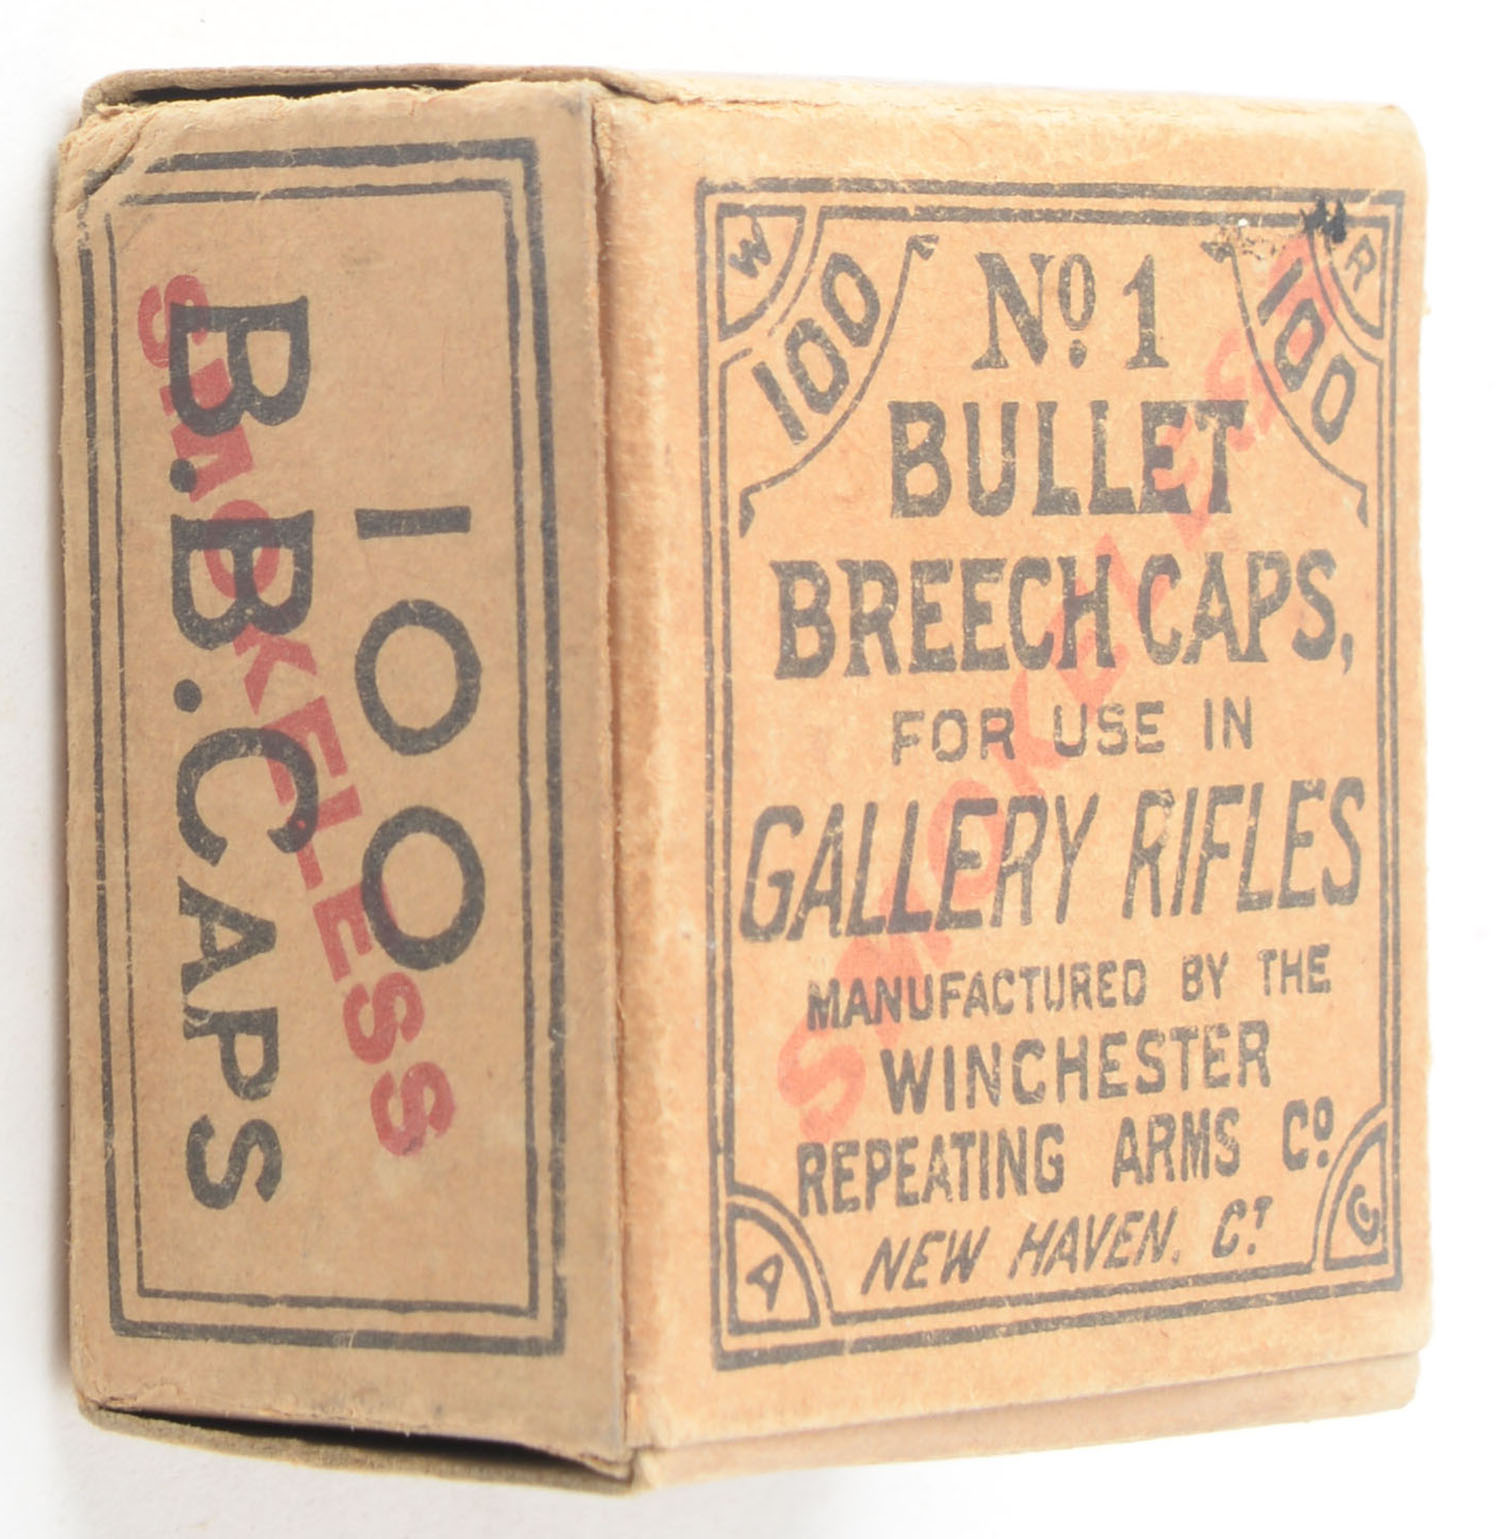 100
B.B.CAPS
SMOKELESS
W
R
100
100
Nº 1
BULLET
BREECH CAPS,
FOR USE IN
GALLERY RIFLES
MANUFACTURED BY THE
WINCHESTER
REPEATING ARMS Cº
NEW HAVEN. CT
A
C
SMOKELESS